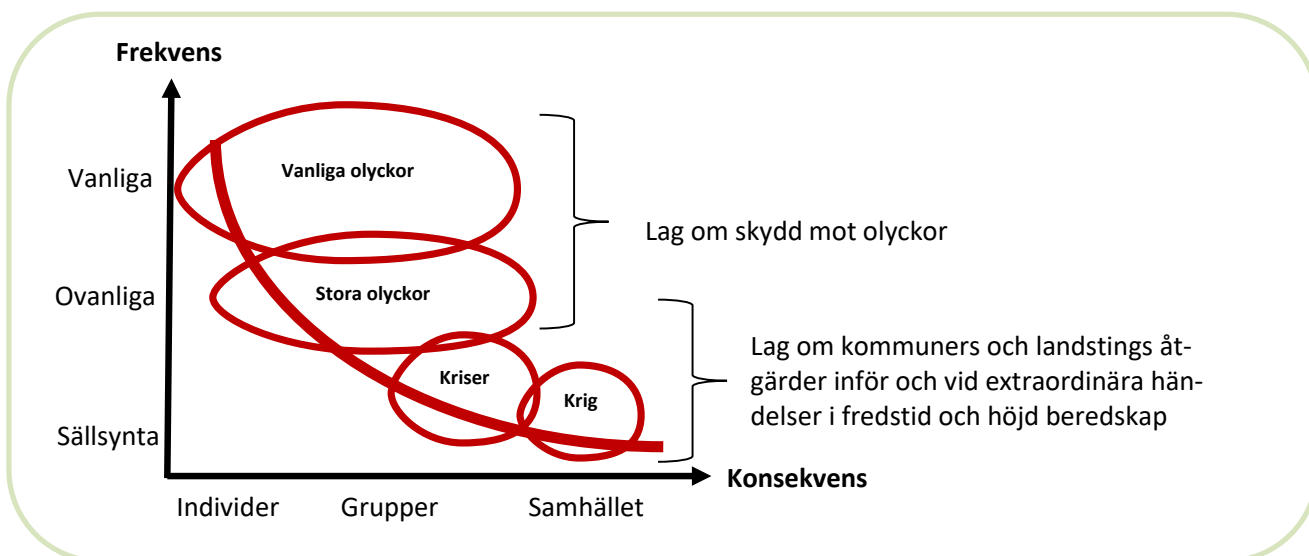 Frekvens
Vanliga
Vanliga olyckor
Lag om skydd mot olyckor
Ovanliga
Stora olyckor
Lag om kommuners och landstings åt-
gärder inför och vid extraordinära hän-
delser i fredstid och höjd beredskap
Kriser
Krig
Sällsynta
Konsekvens
Individer
Grupper
Samhället